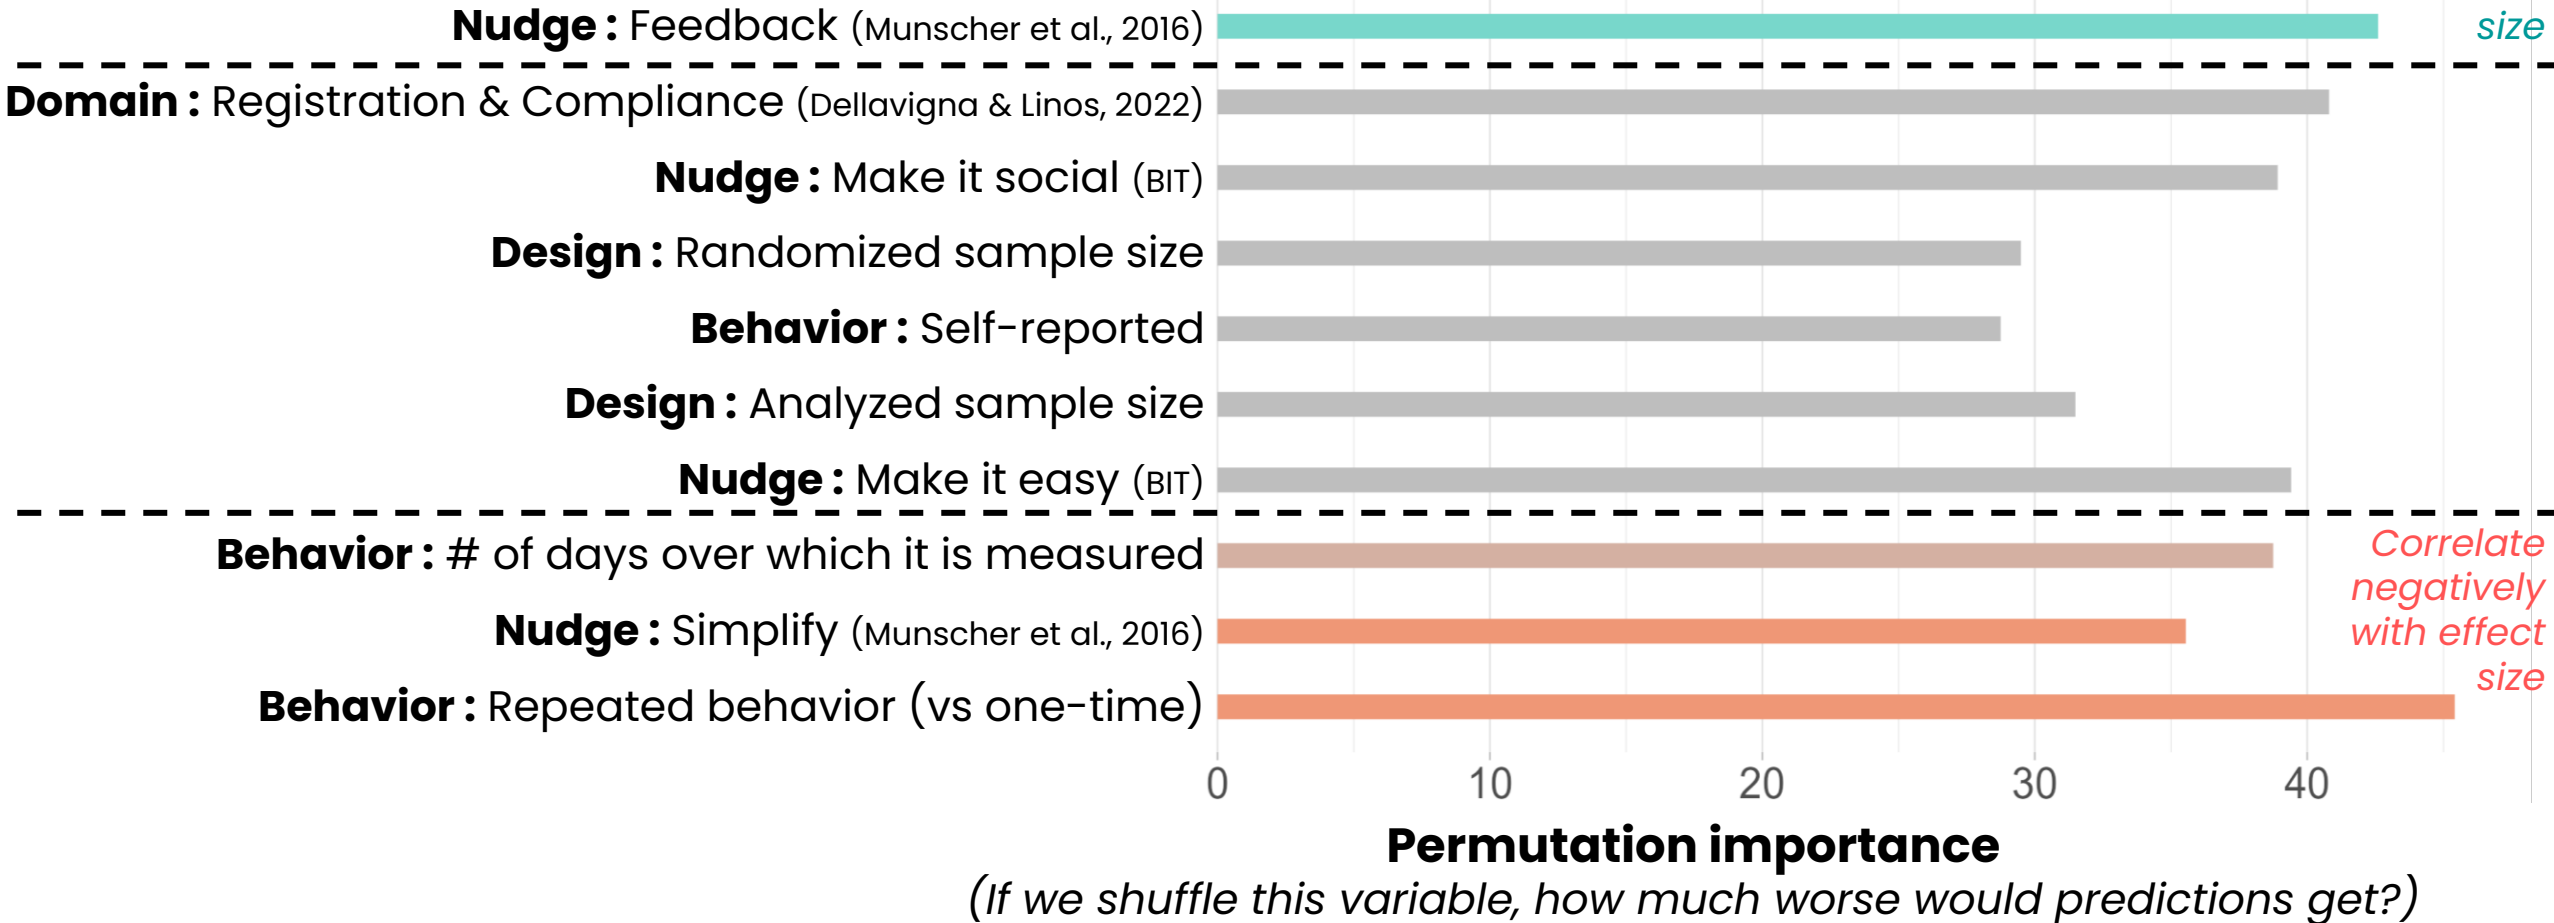 Nudge : Feedback (Munscher et al., 2016)
size
Domain : Registration & Compliance (Dellavigna & Linos, 2022)
Nudge : Make it social (BIT)
Design : Randomized sample size
Behavior : Self-reported
Design : Analyzed sample size
Nudge : Make it easy (BIT)
Behavior : # of days over which it is measured
Correlate
negatively
with effect
size
Nudge : Simplify (Munscher et al., 2016)
Behavior : Repeated behavior (vs one-time)
0 10 20 30 40
Permutation importance
(If we shuffle this variable, how much worse would predictions get?)